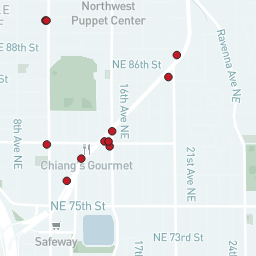 Northwest
Puppet Center
NE 88th St
NE 86th St
Ravenna Ave NE
16th Ave NE
8th Ave NE
21st Ave NE
Chiang's Gourmet
NE 75th St
NE 73rd St
Safeway
17th